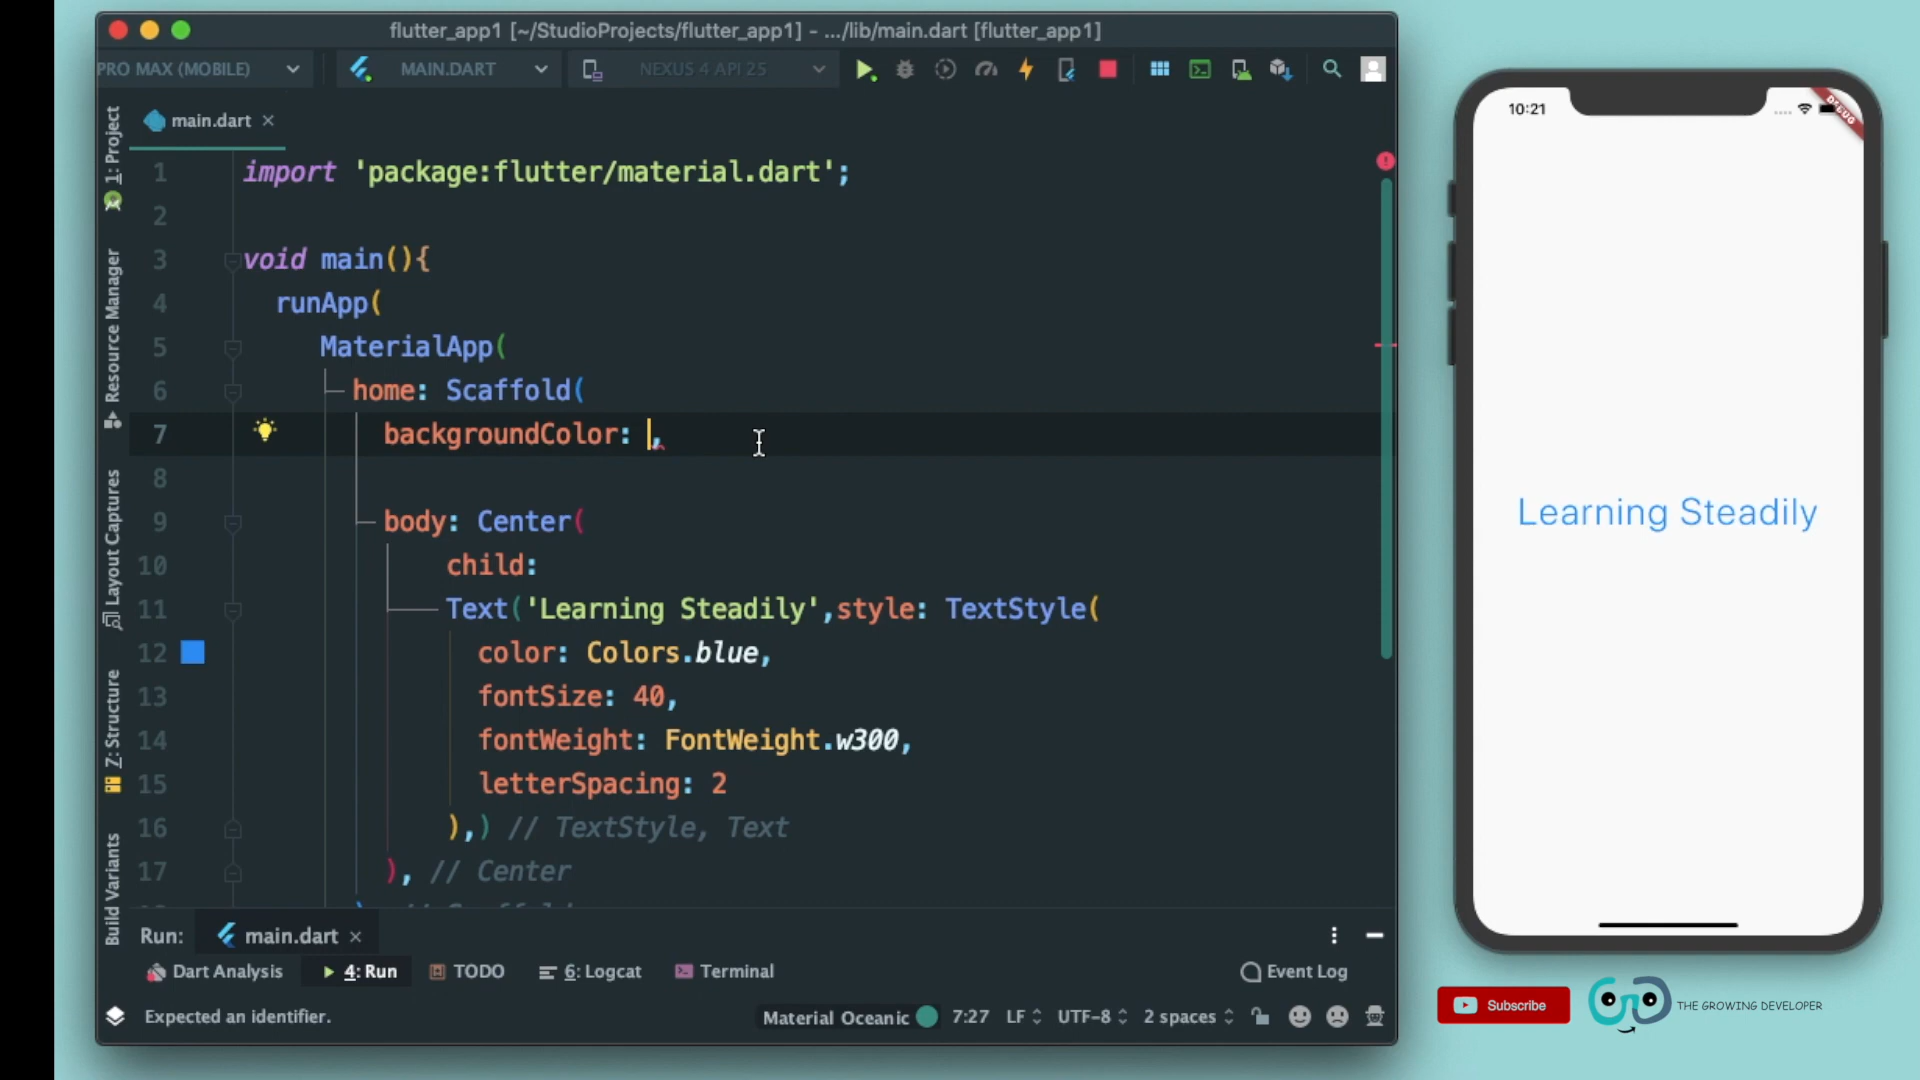 flutter_app1 [~/StudioProjects/flutter_app1] - .../lib/main.dart [flutter_app1]
PRO MAX (MOBILE)
MAIN.DART
NEXUS 4 API 25
1: Project
Resource Manager
Layout Captures
Z: Structure
Build Variants
main.dart
1 import 'package:flutter/material.dart';
2
3 void main(){
4 runApp(
5 MaterialApp(
6 home: Scaffold(
7 backgroundColor: ,
8
9 body: Center(
10 child:
11 Text('Learning Steadily',style: TextStyle(
12 color: Colors.blue,
13 fontSize: 40,
14 fontWeight: FontWeight.w300,
15 letterSpacing: 2
16 ),) // TextStyle, Text
17 ), // Center
Run: main.dart
Dart Analysis
4: Run
TODO
6: Logcat
Terminal
Event Log
Expected an identifier.
Material Oceanic
7:27
LF
UTF-8
2 spaces
10:21
DEBUG
Learning Steadily
Subscribe
THE GROWING DEVELOPER